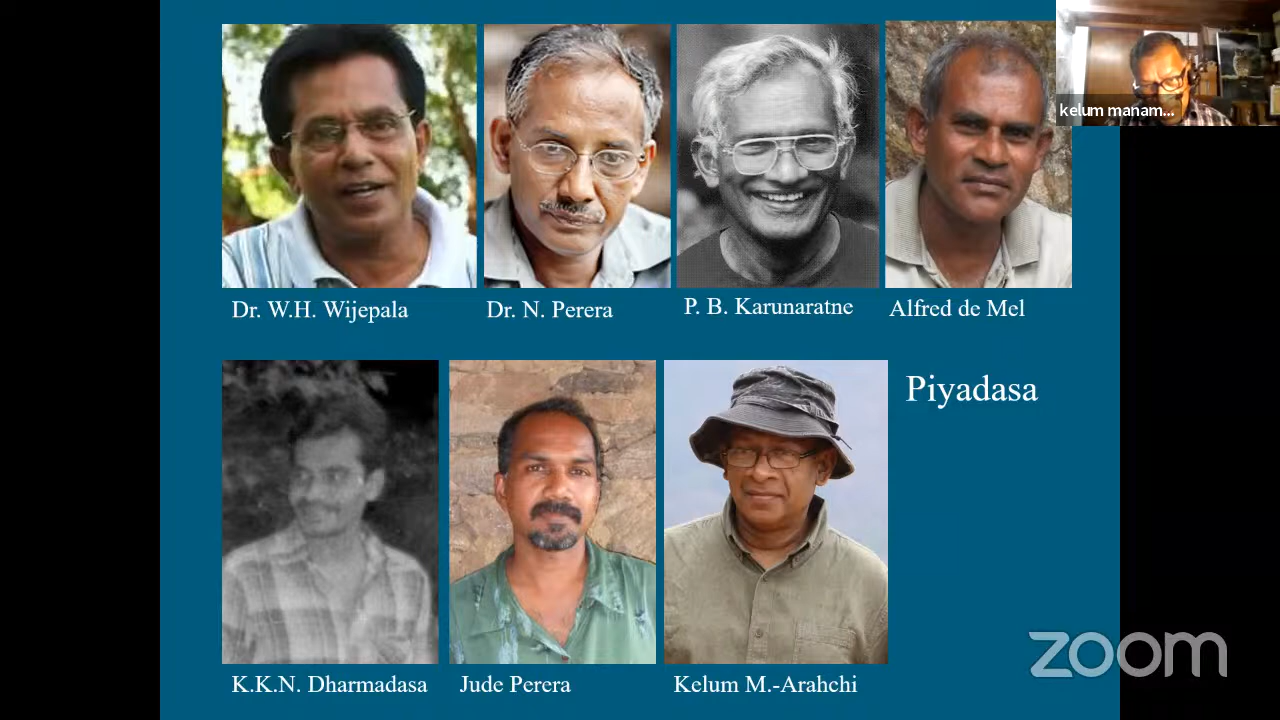 kelum manam...
Dr. W.H. Wijepala
Dr. N. Perera
P. B. Karunaratne
Alfred de Mel
Piyadasa
K.K.N. Dharmadasa
Jude Perera
Kelum M.-Arahchi
zoom